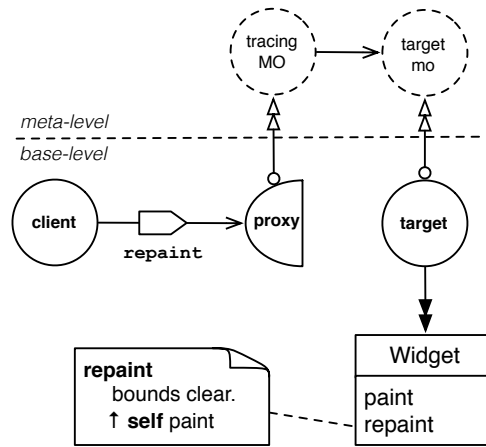 tracing
MO
target
mo
meta-level
base-level
client
repaint
proxy
target
repaint
bounds clear.
↑ self paint
Widget
paint
repaint